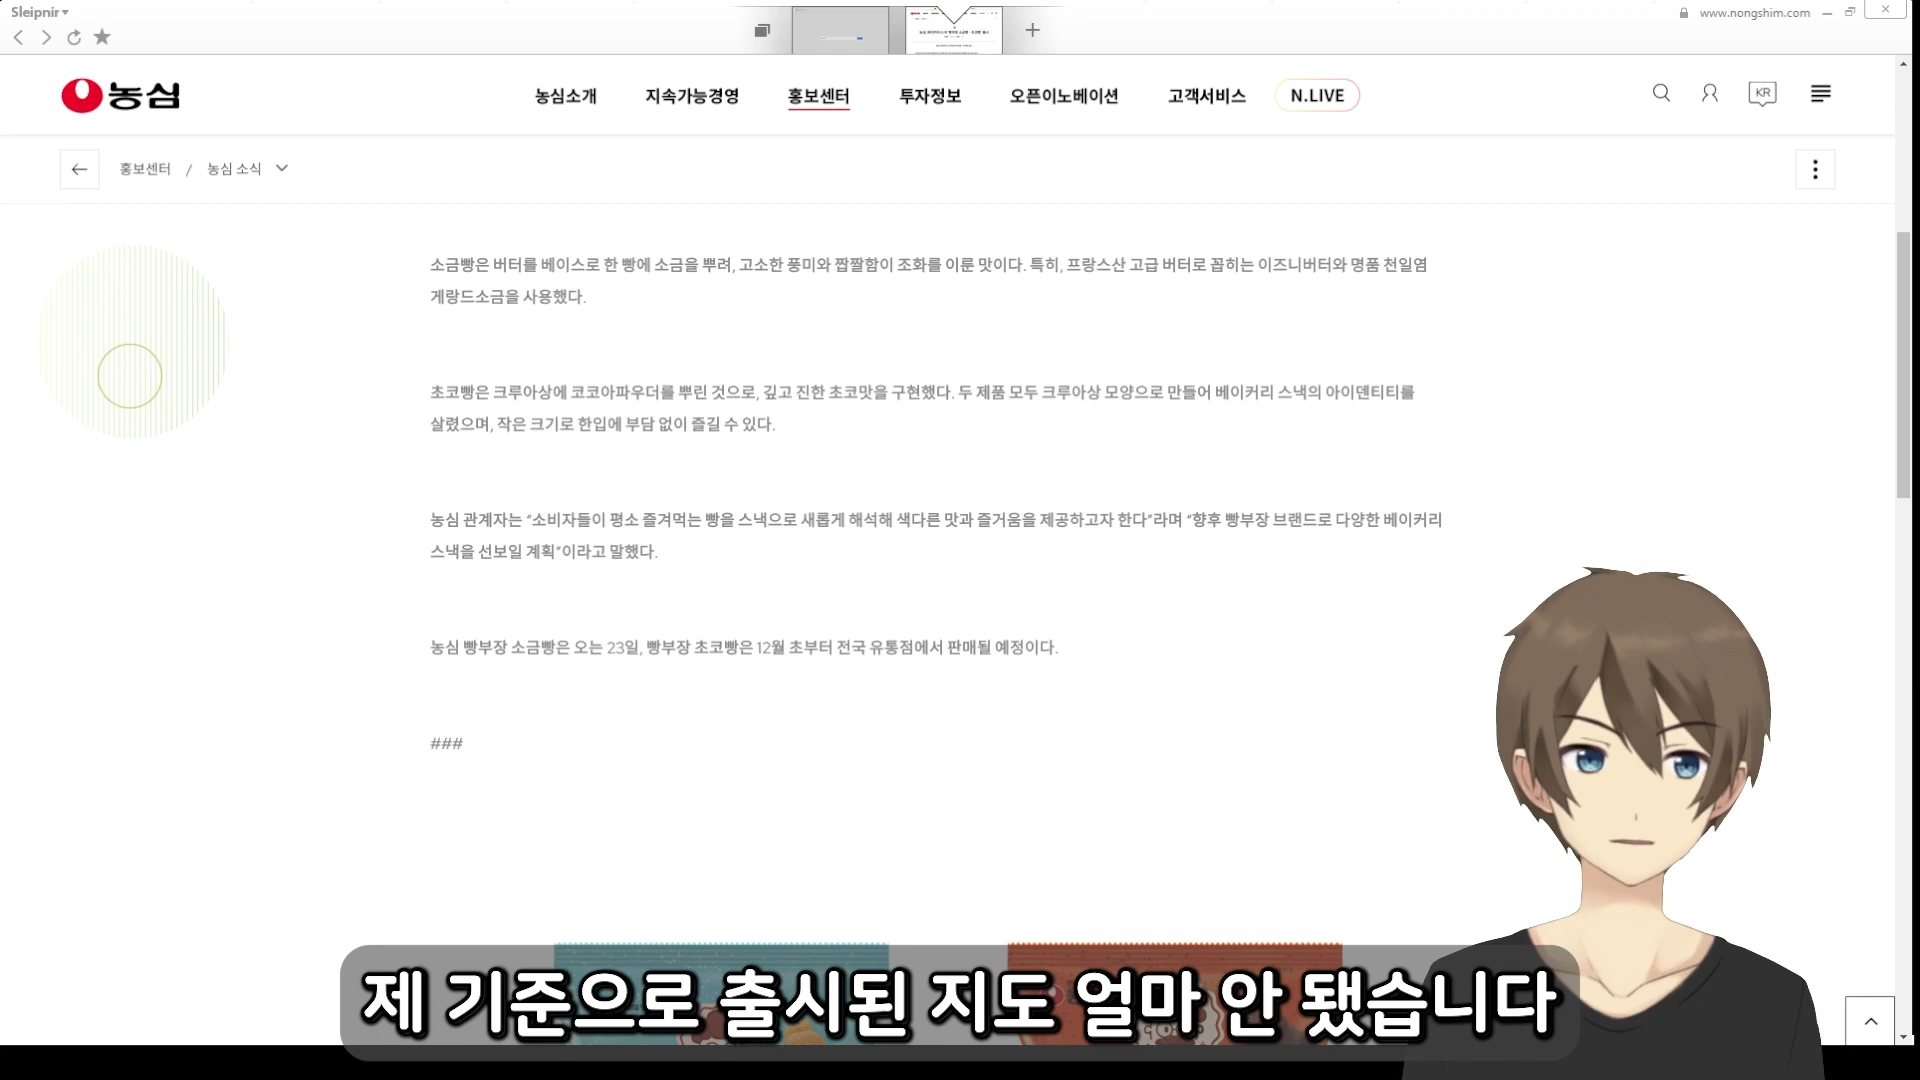 Sleipnir
www.nongshim.com
농심
농심소개
지속가능경영
홍보센터
투자정보
오픈이노베이션
고객서비스
N.LIVE
KR
홍보센터 / 농심 소식
소금빵은 버터를 베이스로 한 빵에 소금을 뿌려, 고소한 풍미와 짭짤함이 조화를 이룬 맛이다. 특히, 프랑스산 고급 버터로 꼽히는 이즈니버터와 명품 천일염
게랑드소금을 사용했다.
초코빵은 크루아상에 코코아파우더를 뿌린 것으로, 깊고 진한 초코맛을 구현했다. 두 제품 모두 크루아상 모양으로 만들어 베이커리 스낵의 아이덴티티를
살렸으며, 작은 크기로 한입에 부담 없이 즐길 수 있다.
농심 관계자는 “소비자들이 평소 즐겨먹는 빵을 스낵으로 새롭게 해석해 색다른 맛과 즐거움을 제공하고자 한다”라며 “향후 빵부장 브랜드로 다양한 베이커리
스낵을 선보일 계획”이라고 말했다.
농심 빵부장 소금빵은 오는 23일, 빵부장 초코빵은 12월 초부터 전국 유통점에서 판매될 예정이다.
###
제 기준으로 출시된 지도 얼마 안 됐습니다